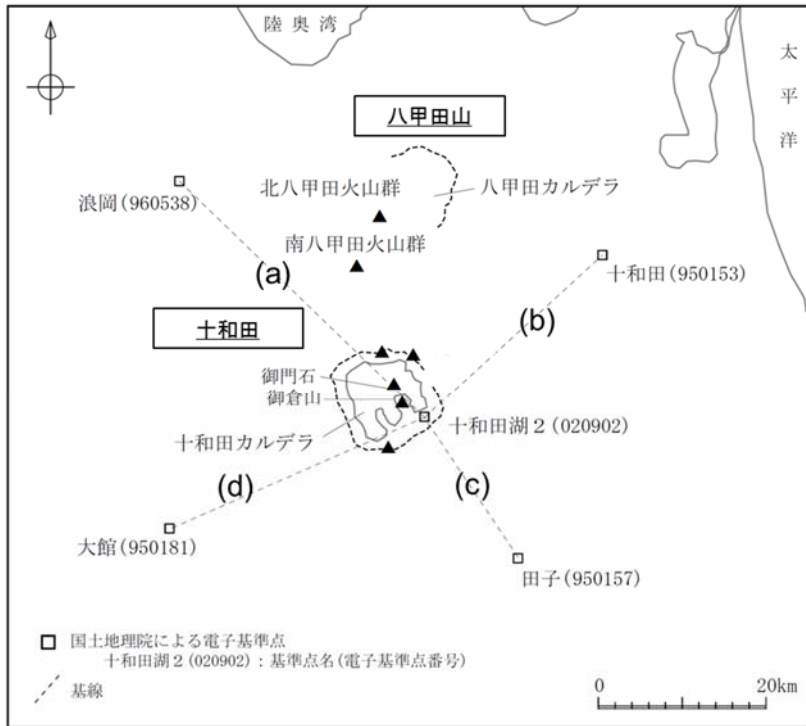 陸奥湾
太平洋
八甲田山
北八甲田火山群
八甲田カルデラ
浪岡(960538)
南八甲田火山群
(a)
十和田(950153)
(b)
十和田
御門石
御倉山
十和田カルデラ
十和田湖2(020902)
(d)
(c)
大館(950181)
田子(950157)
国土地理院による電子基準点
十和田湖2(020902):基準点名(電子基準点番号)
基線
0 20km